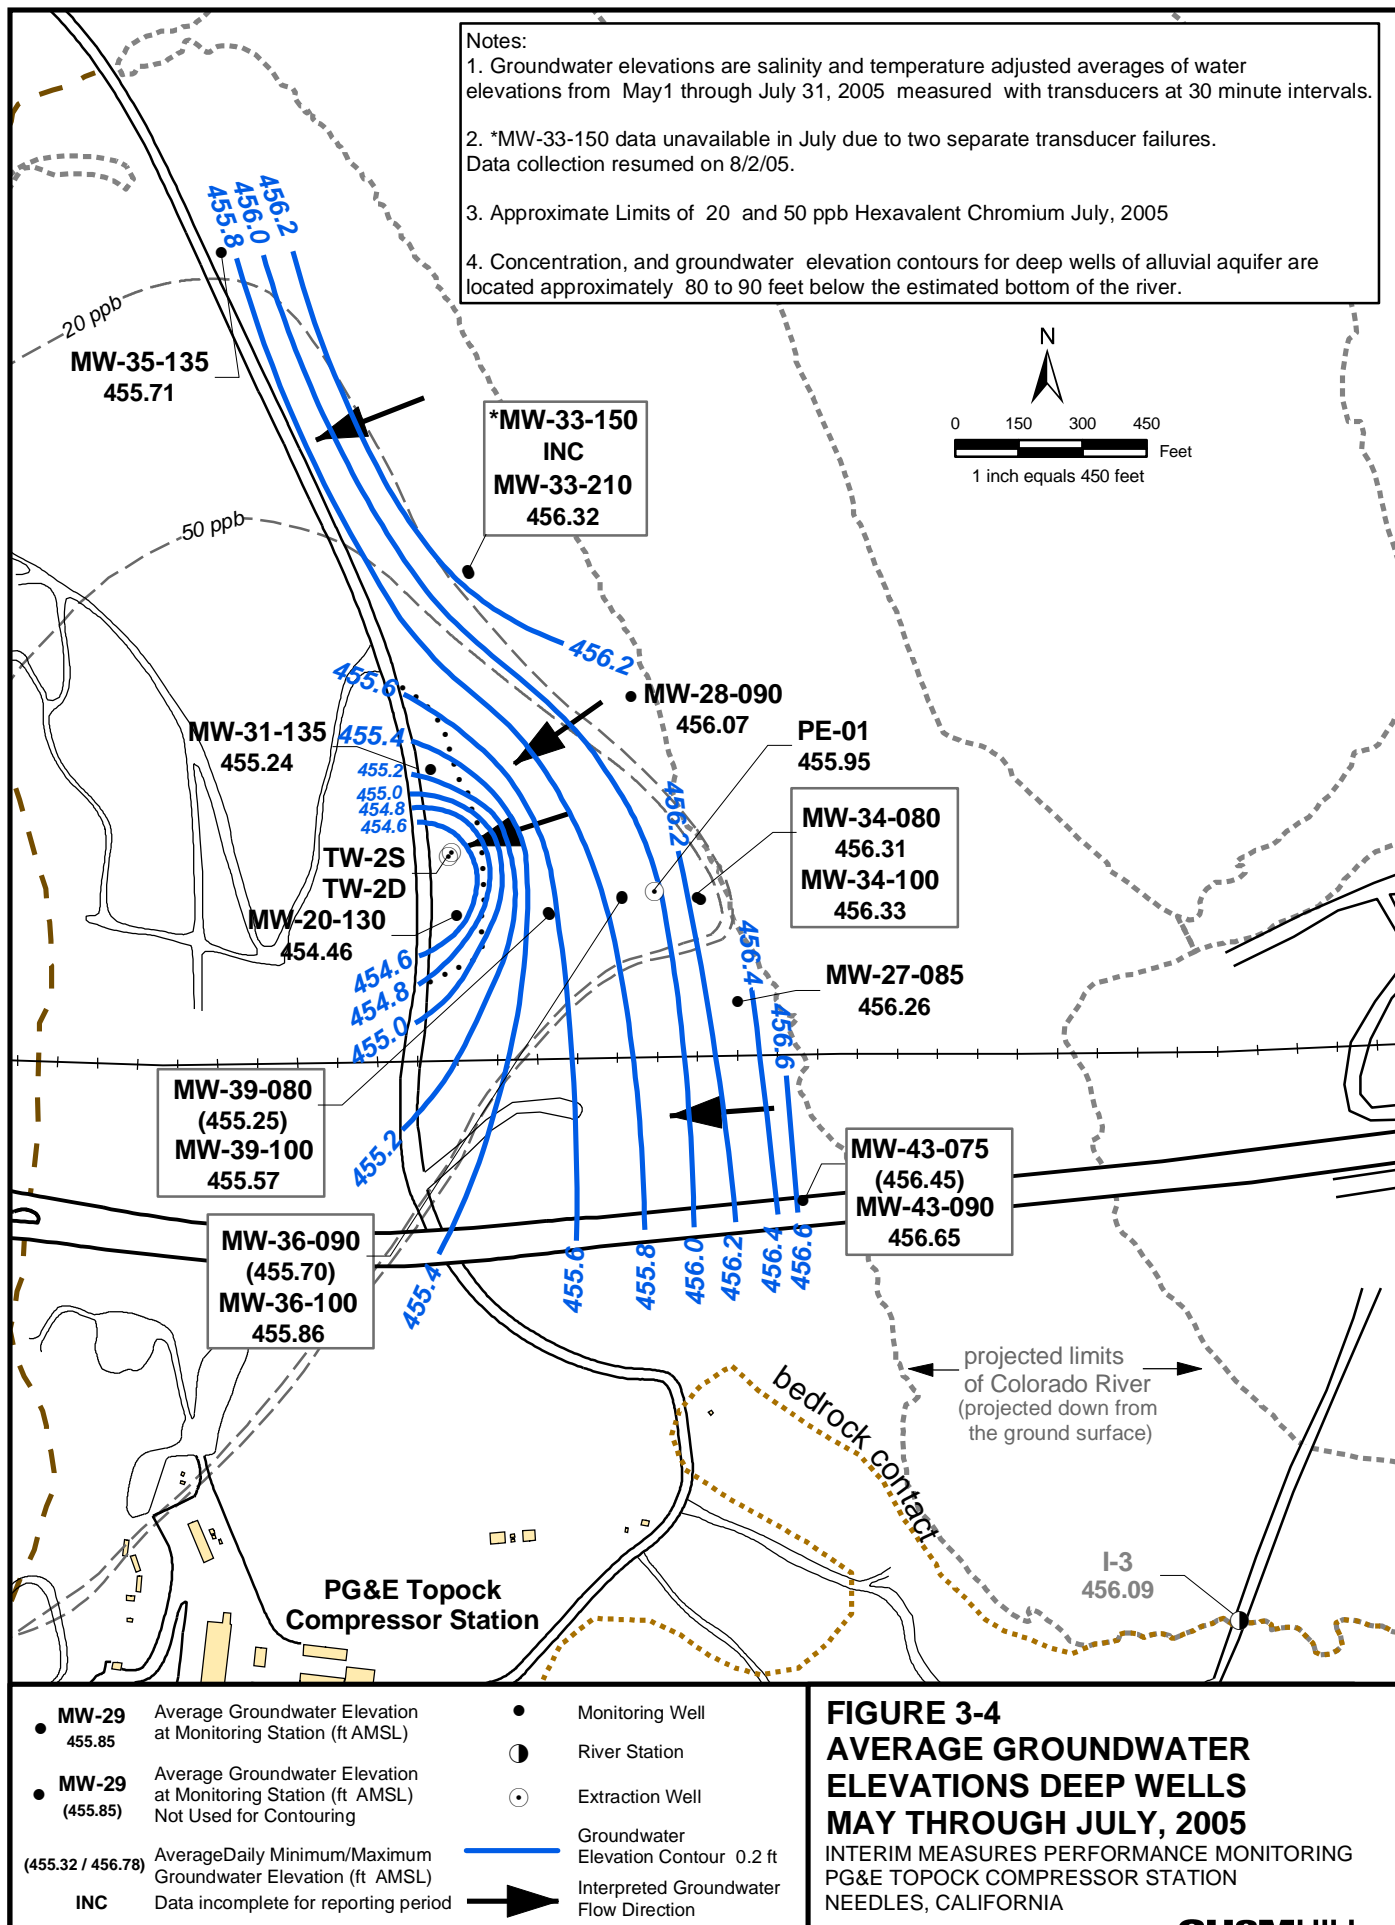 Notes:
1. Groundwater elevations are salinity and temperature adjusted averages of water
elevations from May1 through July 31, 2005 measured with transducers at 30 minute intervals.
2. *MW-33-150 data unavailable in July due to two separate transducer failures.
Data collection resumed on 8/2/05.
3. Approximate Limits of 20 and 50 ppb Hexavalent Chromium July, 2005
4. Concentration, and groundwater elevation contours for deep wells of alluvial aquifer are
located approximately 80 to 90 feet below the estimated bottom of the river.
455.8
456.0
456.2
20 ppb
MW-35-135
455.71
N
0 150 300 450
Feet
1 inch equals 450 feet
*MW-33-150
INC
MW-33-210
456.32
50 ppb
456.2
455.6
MW-28-090
456.07
MW-31-135
455.24
455.4
PE-01
455.95
455.2
455.0
454.8
454.6
456.2
MW-34-080
456.31
MW-34-100
456.33
TW-2S
TW-2D
MW-20-130
454.46
454.6
454.8
455.0
456.4
MW-27-085
456.26
456.6
MW-39-080
(455.25)
MW-39-100
455.57
455.2
MW-43-075
(456.45)
MW-43-090
456.65
MW-36-090
(455.70)
MW-36-100
455.86
455.4
455.6
455.8
456.0
456.2
456.4
456.6
projected limits
of Colorado River
(projected down from
the ground surface)
bedrock contact
I-3
456.09
PG&E Topock
Compressor Station
MW-29
455.85
Average Groundwater Elevation
at Monitoring Station (ft AMSL)
MW-29
(455.85)
Average Groundwater Elevation
at Monitoring Station (ft AMSL)
Not Used for Contouring
(455.32 / 456.78)
AverageDaily Minimum/Maximum
Groundwater Elevation (ft AMSL)
INC
Data incomplete for reporting period
Monitoring Well
River Station
Extraction Well
Groundwater
Elevation Contour 0.2 ft
Interpreted Groundwater
Flow Direction
FIGURE 3-4
AVERAGE GROUNDWATER
ELEVATIONS DEEP WELLS
MAY THROUGH JULY, 2005
INTERIM MEASURES PERFORMANCE MONITORING
PG&E TOPOCK COMPRESSOR STATION
NEEDLES, CALIFORNIA